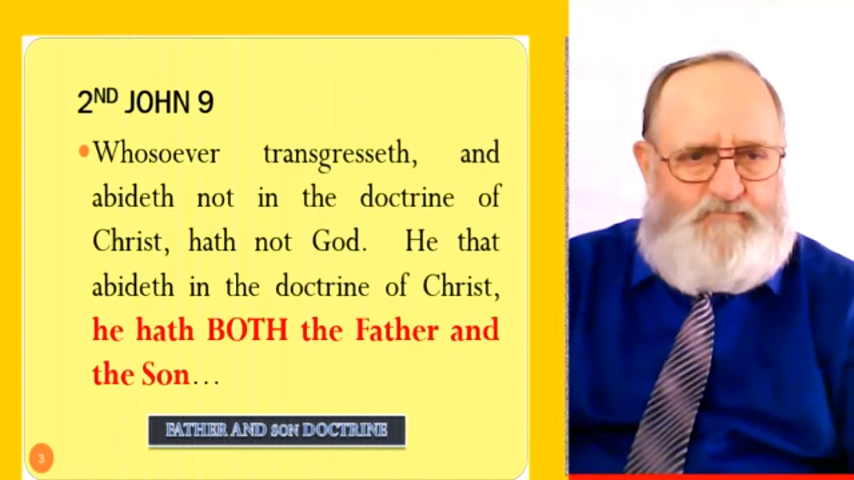 2ND JOHN 9
Whosoever transgresseth, and
abideth not in the doctrine of
Christ, hath not God. He that
abideth in the doctrine of Christ,
he hath BOTH the Father and
the Son...
FATHER AND SON DOCTRINE
3